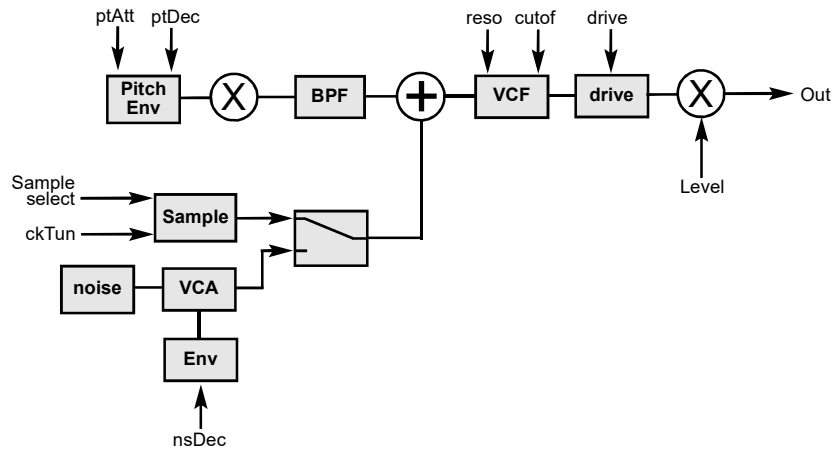 ptAtt ptDec reso cutof drive
Pitch
Env
X BPF + VCF drive X Out
Level
Sample
select
Sample
ckTun
noise VCA
Env
nsDec